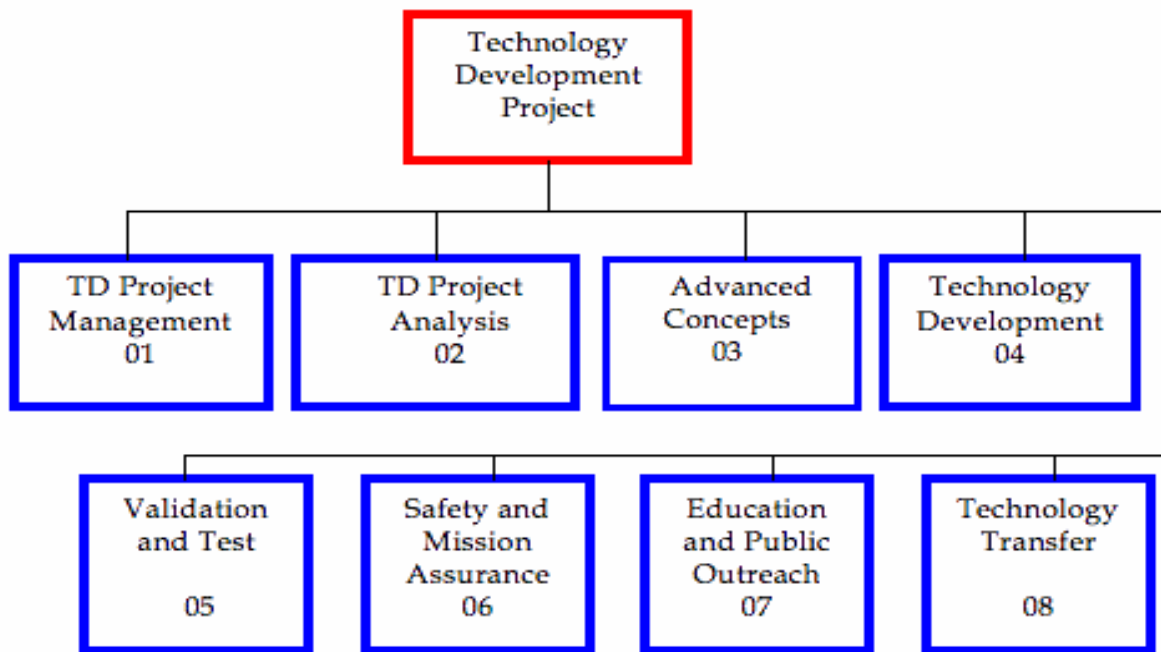 Technology
Development
Project
TD Project
Management
01
TD Project
Analysis
02
Advanced
Concepts
03
Technology
Development
04
Validation
and Test
05
Safety and
Mission
Assurance
06
Education
and Public
Outreach
07
Technology
Transfer
08